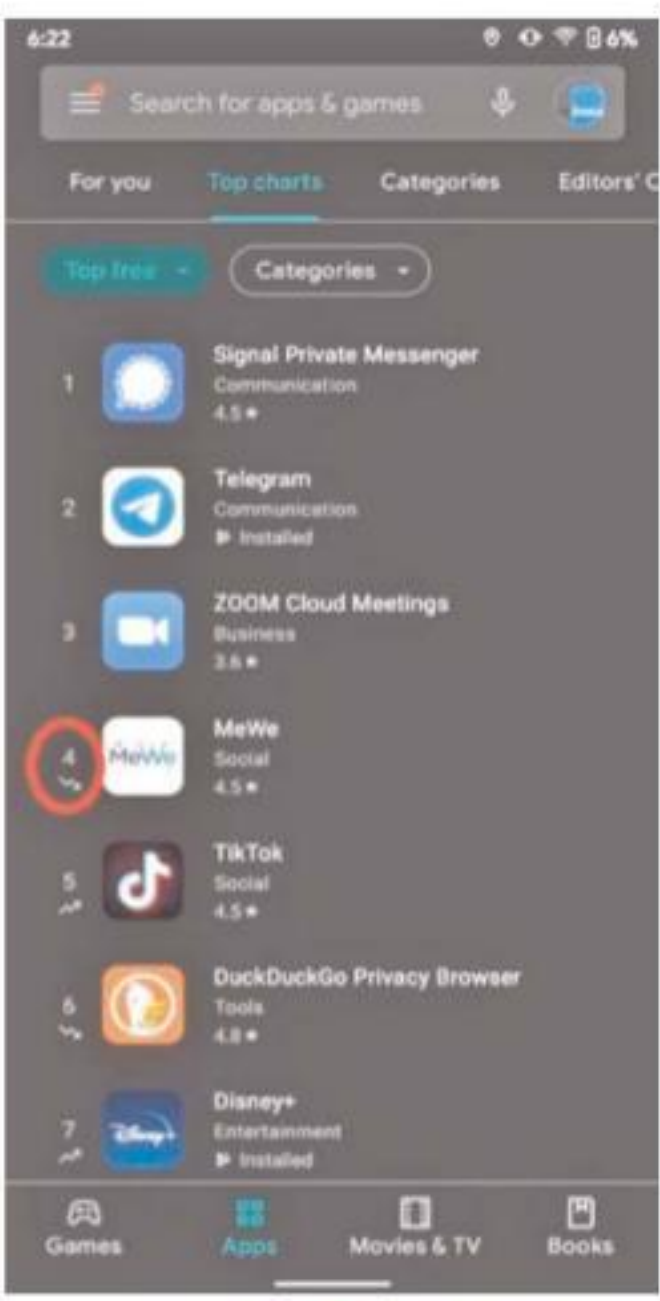 6:22
6%
Search for apps & games
For you Top charts Categories Editors' C
Top free Categories
1
Signal Private Messenger
Communication
4.5★
2
Telegram
Communication
Installed
3
ZOOM Cloud Meetings
Business
3.6★
4
MeWe
MeWe
Social
4.5★
5
TikTok
Social
4.5★
6
DuckDuckGo Privacy Browser
Tools
4.8★
7
Disney+
Disney+
Entertainment
Installed
Games Apps Movies & TV Books